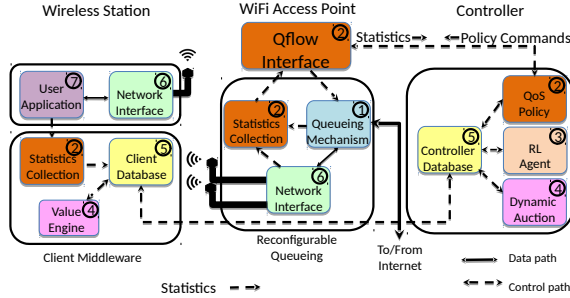 Wireless Station
WiFi Access Point
Controller
Qflow
Interface
2
Statistics
Policy Commands
7
User
Application
6
Network
Interface
2
Statistics
Collection
1
Queueing
Mechanism
2
QoS
Policy
5
Controller
Database
3
RL
Agent
4
Dynamic
Auction
2
Statistics
Collection
5
Client
Database
6
Network
Interface
4
Value
Engine
Client Middleware
Reconfigurable
Queueing
To/From
Internet
Data path
Control path
Statistics